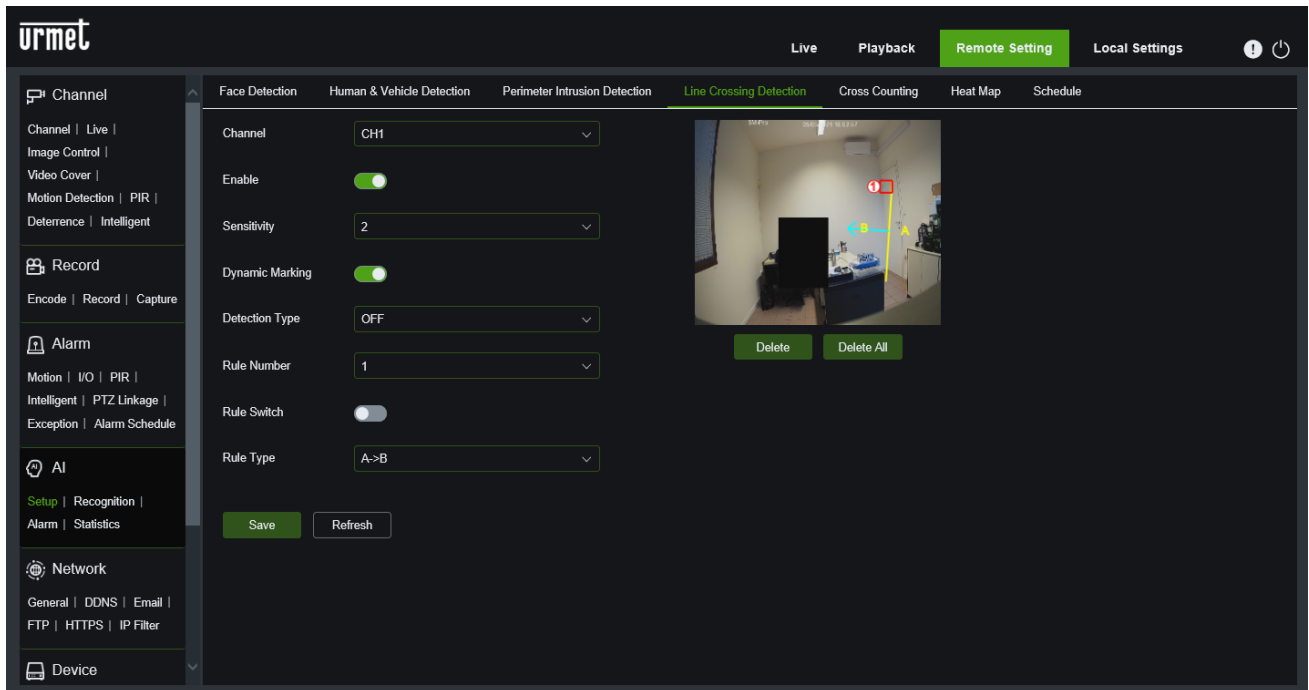 urmet
Live Playback Remote Setting Local Settings
Channel
Channel | Live |
Image Control |
Video Cover |
Motion Detection | PIR |
Deterrence | Intelligent
Record
Encode | Record | Capture
Alarm
Motion | I/O | PIR |
Intelligent | PTZ Linkage |
Exception | Alarm Schedule
AI
Setup | Recognition |
Alarm | Statistics
Network
General | DDNS | Email |
FTP | HTTPS | IP Filter
Device
Face Detection Human & Vehicle Detection Perimeter Intrusion Detection Line Crossing Detection Cross Counting Heat Map Schedule
Channel CH1
Enable
Sensitivity 2
Dynamic Marking
Detection Type OFF
Rule Number 1
Rule Switch
Rule Type A->B
Save Refresh
1
B A
Delete Delete All